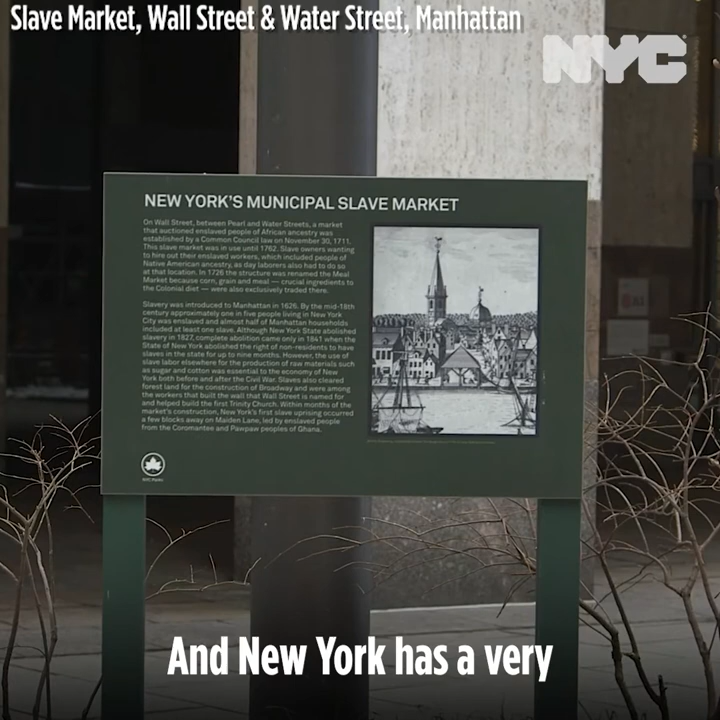 Slave Market, Wall Street & Water Street, Manhattan
NYC
NEW YORK'S MUNICIPAL SLAVE MARKET
On Wall Street, between Pearl and Water Streets, a market
that auctioned enslaved people of African ancestry was
established by a Common Council law on November 30, 1711.
This slave market was in use until 1762. Slave owners wanting
to hire out their enslaved workers, which included people of
Native American ancestry, as day laborers also had to do so
at that location. In 1726 the structure was renamed the Meal
Market because corn, grain and meal — crucial ingredients to
the Colonial diet — were also exclusively traded there.
Slavery was introduced to Manhattan in 1626. By the mid-18th
century approximately one in five people living in New York
City was enslaved and almost half of Manhattan households
included at least one slave. Although New York State abolished
slavery in 1827, complete abolition came only in 1841 when the
State of New York abolished the right of non-residents to have
slaves in the state for up to nine months. However, the use of
slave labor elsewhere for the production of raw materials such
as sugar and cotton was essential to the economy of New
York both before and after the Civil War. Slaves also cleared
forest land for the construction of Broadway and were among
the workers that built the wall that Wall Street is named for
and helped build the first Trinity Church. Within months of the
market's construction, New York's first slave uprising occurred
a few blocks away on Maiden Lane, led by enslaved people
from the Coromantee and Pawpaw peoples of Ghana.
NYC Parks
And New York has a very